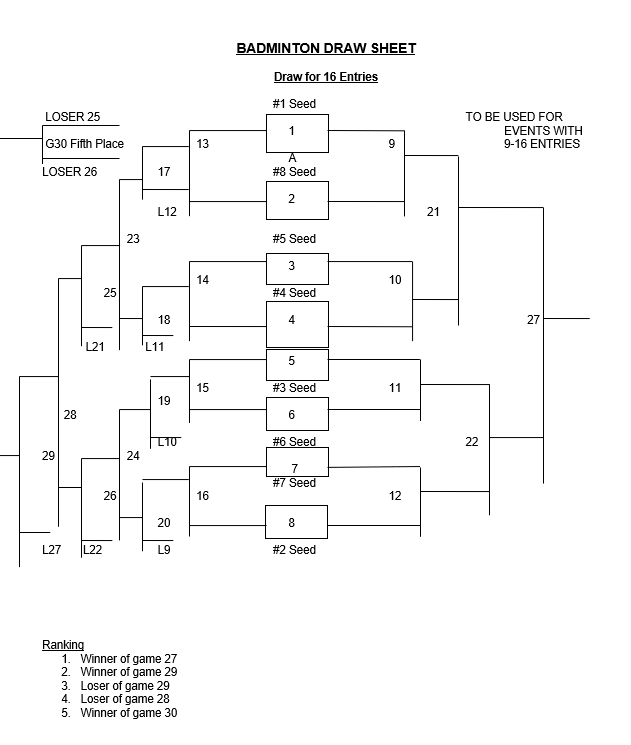 BADMINTON DRAW SHEET
Draw for 16 Entries
#1 Seed
LOSER 25
TO BE USED FOR
EVENTS WITH
9-16 ENTRIES
G30 Fifth Place
LOSER 26
13
1
9
A
#8 Seed
17
2
L12
21
23
#5 Seed
14
3
10
25
#4 Seed
18
4
27
L21
L11
5
15
#3 Seed
11
19
28
6
L10
#6 Seed
22
29
24
7
#7 Seed
26
16
12
20
8
L27
L22
L9
#2 Seed
Ranking
1. Winner of game 27
2. Winner of game 29
3. Loser of game 29
4. Loser of game 28
5. Winner of game 30